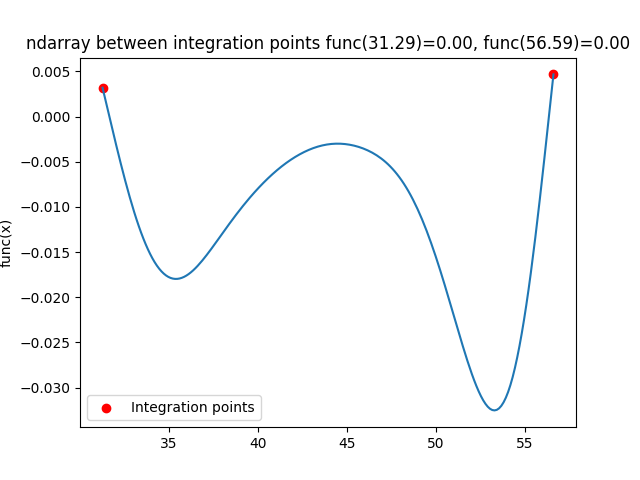 ndarray between integration points func(31.29)=0.00, func(56.59)=0.00
0.005
0.000
−0.005
−0.010
−0.015
−0.020
−0.025
−0.030
func(x)
Integration points
35 40 45 50 55